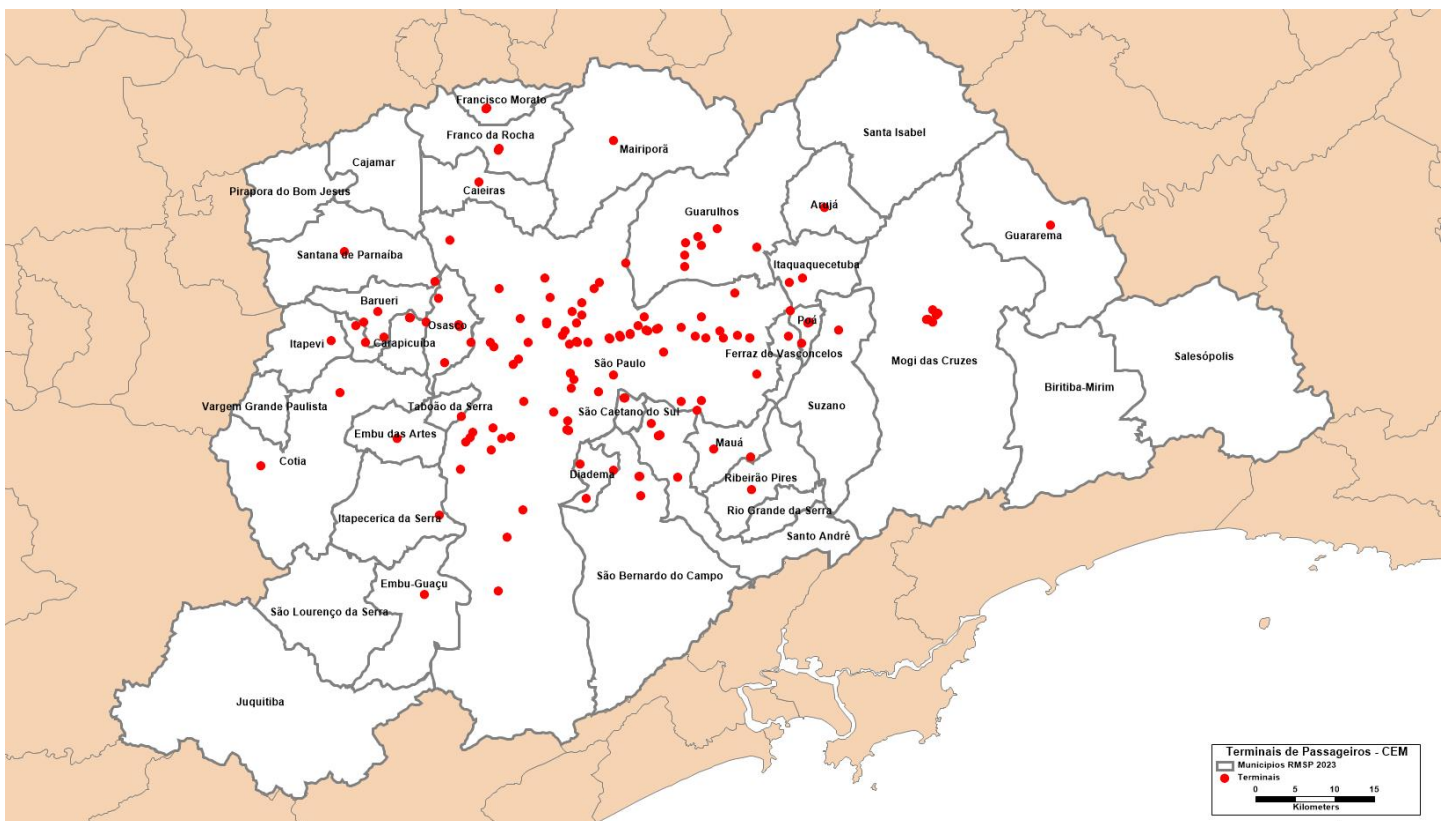 Francisco Morato
Franco da Rocha
Santa Isabel
Mairiporã
Cajamar
Pirapora do Bom Jesus
Caieiras
Arujá
Guarulhos
Guararema
Santana de Parnaíba
Itaquaquecetuba
Barueri
Poá
Osasco
Itapevi
Carapicuíba
Ferraz de Vasconcelos
Salesópolis
Mogi das Cruzes
São Paulo
Biritiba-Mirim
Vargem Grande Paulista
Taboão da Serra
Suzano
São Caetano do Sul
Embu das Artes
Mauá
Cotia
Diadema
Ribeirão Pires
Rio Grande da Serra
Itapecerica da Serra
Santo André
São Bernardo do Campo
Embu-Guaçu
São Lourenço da Serra
Juquitiba
Terminais de Passageiros - CEM
Municípios RMSP 2023
Terminais
0 5 10 15
Kilometers